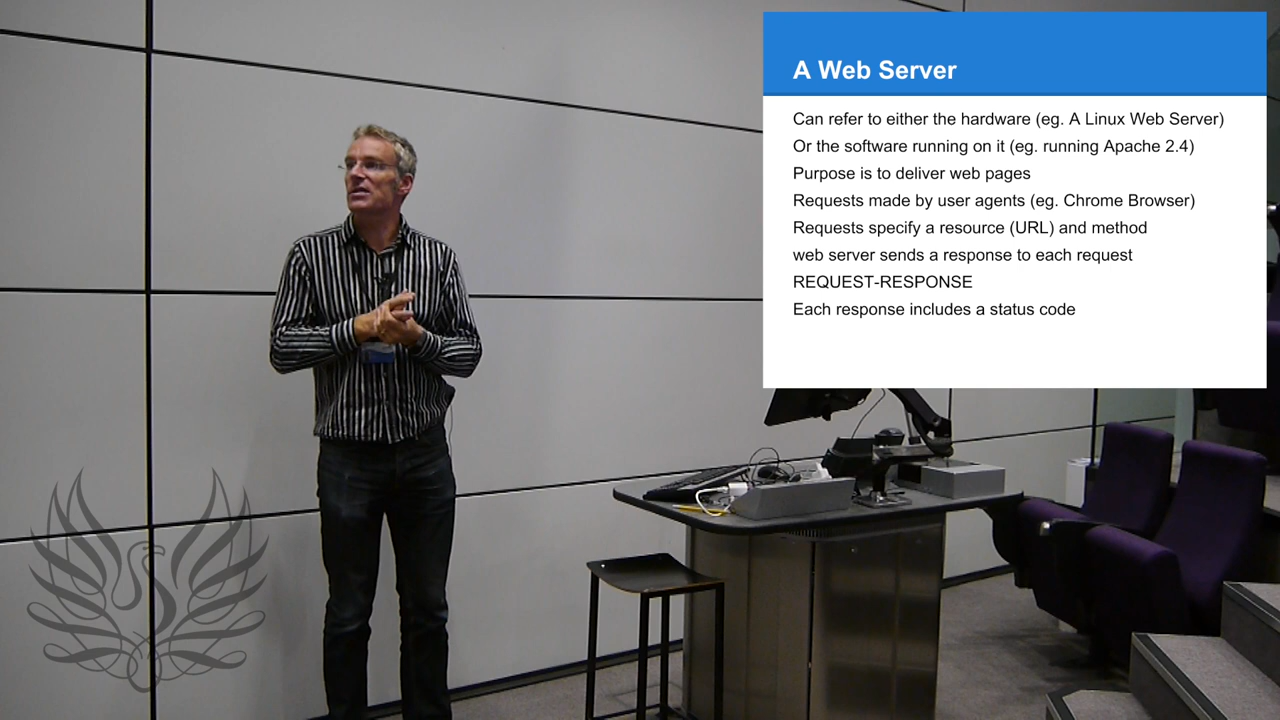 A Web Server
Can refer to either the hardware (eg. A Linux Web Server)
Or the software running on it (eg. running Apache 2.4)
Purpose is to deliver web pages
Requests made by user agents (eg. Chrome Browser)
Requests specify a resource (URL) and method
web server sends a response to each request
REQUEST-RESPONSE
Each response includes a status code